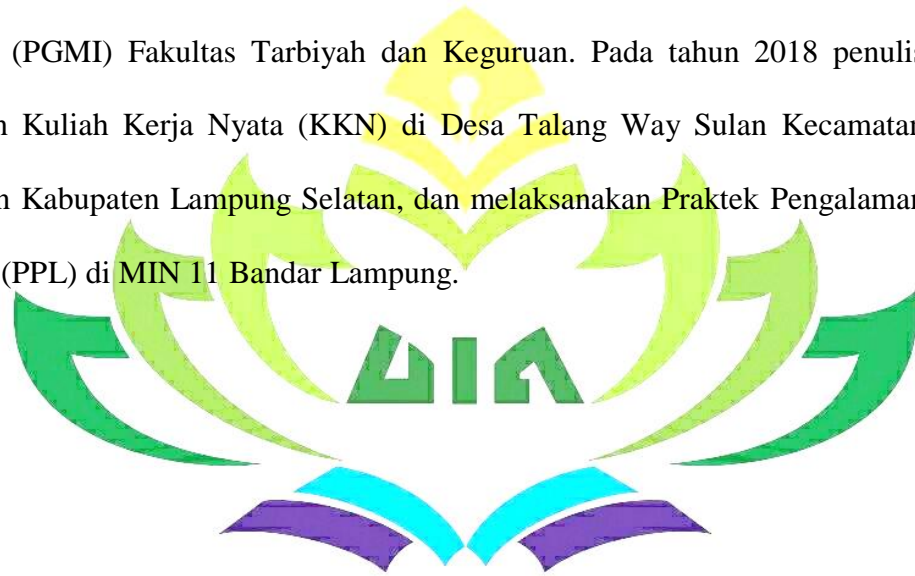 (PGMI) Fakultas Tarbiyah dan Keguruan. Pada tahun 2018
Kuliah Kerja Nyata (KKN) di Desa Talang Way Sulan Kecamatan
Kabupaten Lampung Selatan, dan melaksanakan Praktek Pengalaman
(PPL) di MIN 11 Bandar Lampung.
UIN